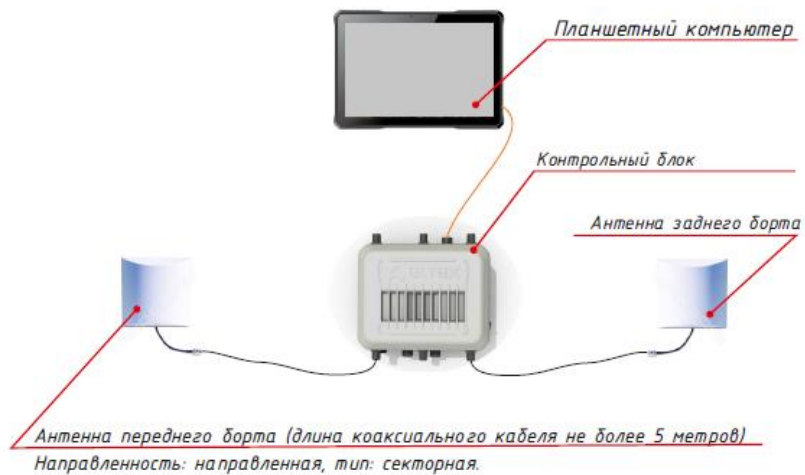 Планшетный компьютер
Контрольный блок
Антенна заднего борта
ELTEX
Антенна переднего борта (длина коаксиального кабеля не более 5 метров)
Направленность: направленная, тип: секторная.